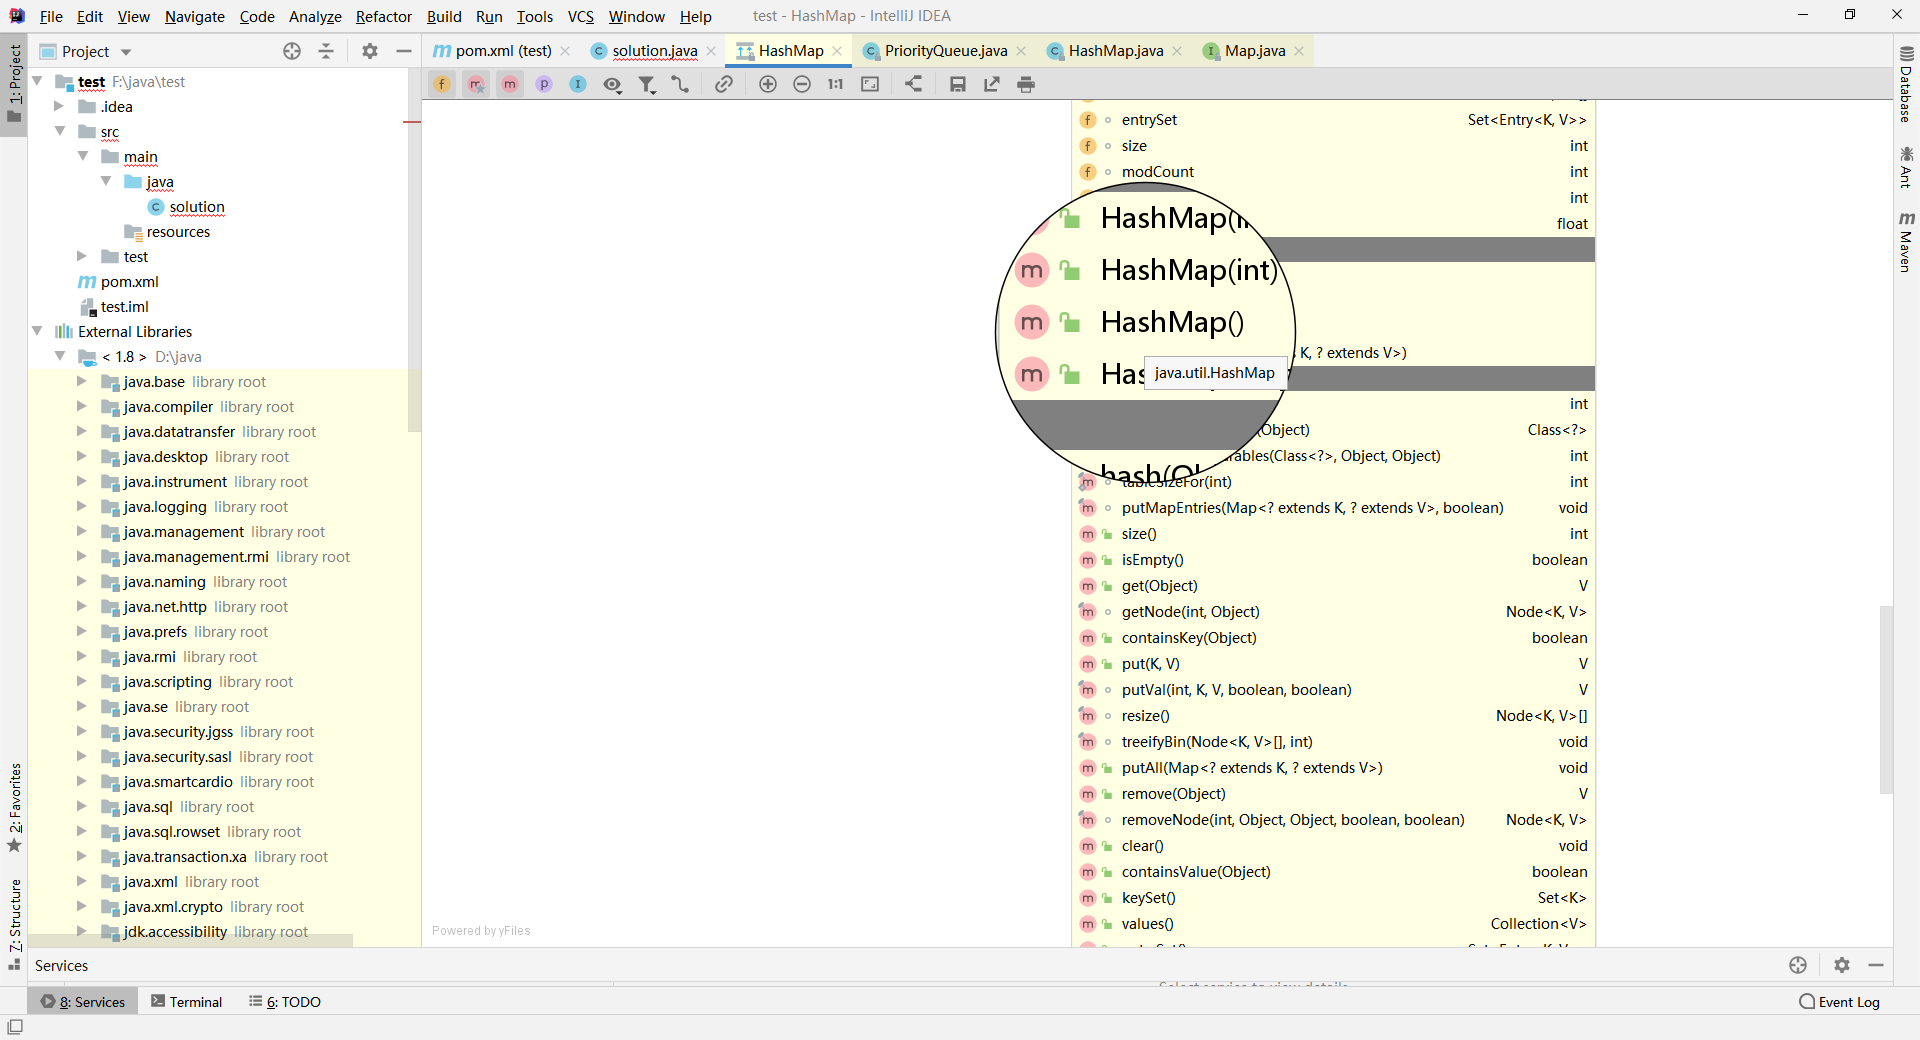 File Edit View Navigate Code Analyze Refactor Build Run Tools VCS Window Help test - HashMap - IntelliJ IDEA
Project
pom.xml (test) solution.java HashMap PriorityQueue.java HashMap.java Map.java
1: Project
2: Favorites
7: Structure
Database
Ant
Maven
test F:\java\test
.idea
src
main
java
solution
resources
test
pom.xml
test.iml
External Libraries
< 1.8 > D:\java
java.base library root
java.compiler library root
java.datatransfer library root
java.desktop library root
java.instrument library root
java.logging library root
java.management library root
java.management.rmi library root
java.naming library root
java.net.http library root
java.prefs library root
java.rmi library root
java.scripting library root
java.se library root
java.security.jgss library root
java.security.sasl library root
java.smartcardio library root
java.sql library root
java.sql.rowset library root
java.transaction.xa library root
java.xml library root
java.xml.crypto library root
jdk.accessibility library root
1:1
entrySet Set<Entry<K, V>>
size int
modCount int
int
float
HashMap(
HashMap(int)
HashMap()
K, ? extends V>)
java.util.HashMap
int
(Object) Class<?>
rables(Class<?>, Object, Object) int
tableSizeFor(int) int
putMapEntries(Map<? extends K, ? extends V>, boolean) void
size() int
isEmpty() boolean
get(Object) V
getNode(int, Object) Node<K, V>
containsKey(Object) boolean
put(K, V) V
putVal(int, K, V, boolean, boolean) V
resize() Node<K, V>[]
treeifyBin(Node<K, V>[], int) void
putAll(Map<? extends K, ? extends V>) void
remove(Object) V
removeNode(int, Object, Object, boolean, boolean) Node<K, V>
clear() void
containsValue(Object) boolean
keySet() Set<K>
values() Collection<V>
Powered by yFiles
Services
Select service to view details
8: Services Terminal 6: TODO Event Log